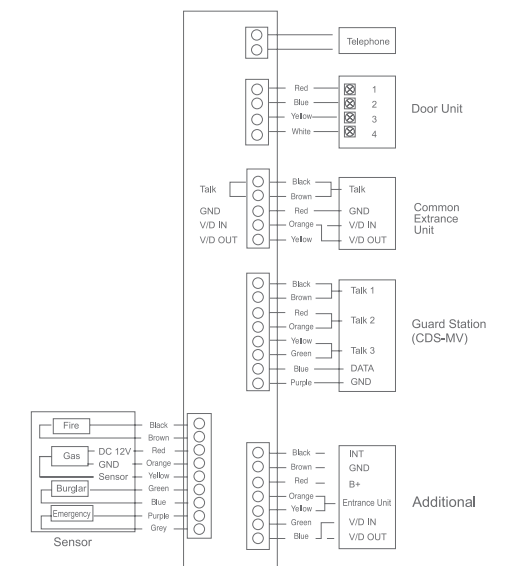 Telephone
Red 1
Blue 2
Yellow 3
White 4
Door Unit
Talk
GND
V/D IN
V/D OUT
Black
Brown
Red
Orange
Yellow
Talk
GND
V/D IN
V/D OUT
Common
Extrance
Unit
Black
Brown
Red
Orange
Yellow
Green
Blue
Purple
Talk 1
Talk 2
Talk 3
DATA
GND
Guard Station
(CDS-MV)
Fire
Gas
DC 12V
GND
Sensor
Burglar
Emergency
Black
Brown
Red
Orange
Yellow
Green
Blue
Purple
Grey
Sensor
Black
Brown
Red
Orange
Yellow
Green
Blue
INT
GND
B+
Entrance Unit
V/D IN
V/D OUT
Additional